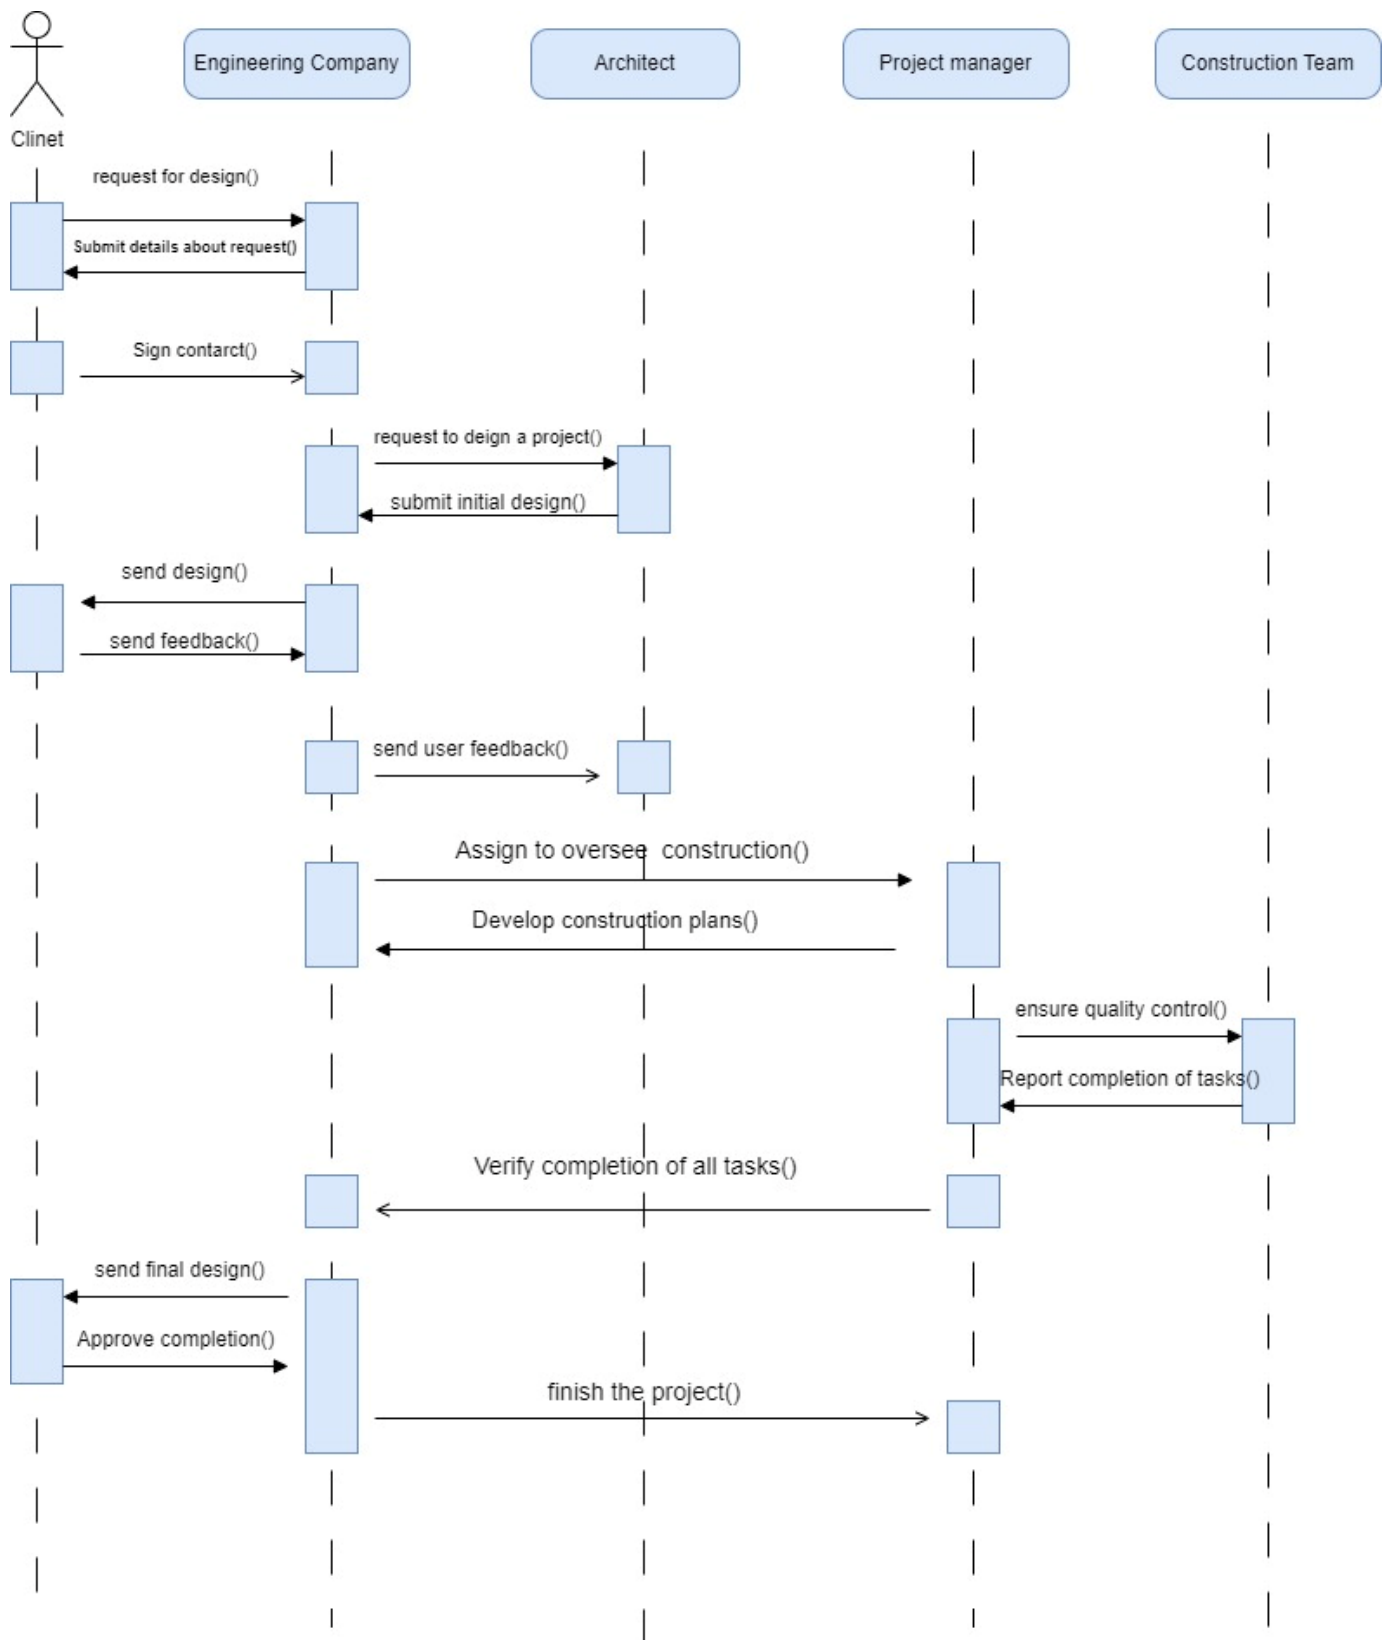 Engineering Company
Architect
Project manager
Construction Team
Clinet
request for design()
Submit details about request()
Sign contarct()
request to deign a project()
submit initial design()
send design()
send feedback()
send user feedback()
Assign to oversee construction()
Develop construction plans()
ensure quality control()
Report completion of tasks()
Verify completion of all tasks()
send final design()
Approve completion()
finish the project()